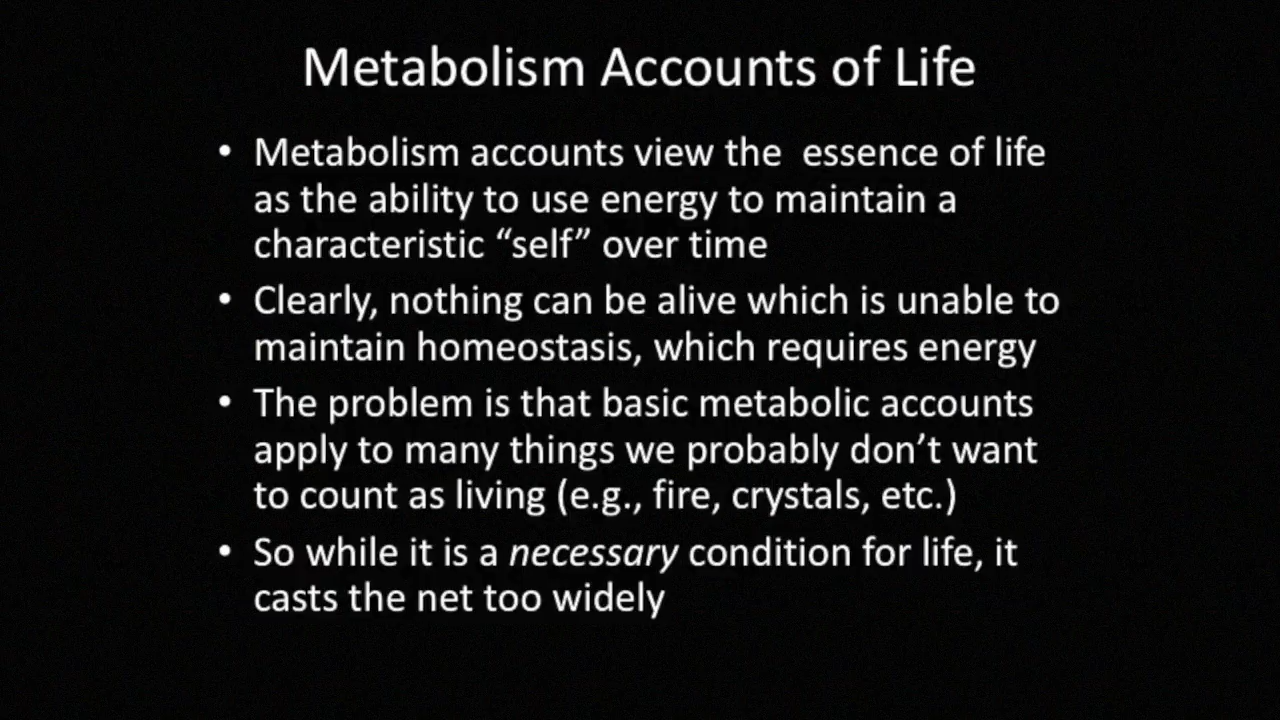 Metabolism Accounts of Life
• Metabolism accounts view the  essence of life
as the ability to use energy to maintain a
characteristic “self” over time
• Clearly, nothing can be alive which is unable to
maintain homeostasis, which requires energy
• The problem is that basic metabolic accounts
apply to many things we probably don’t want
to count as living (e.g., fire, crystals, etc.)
• So while it is a necessary condition for life, it
casts the net too widely